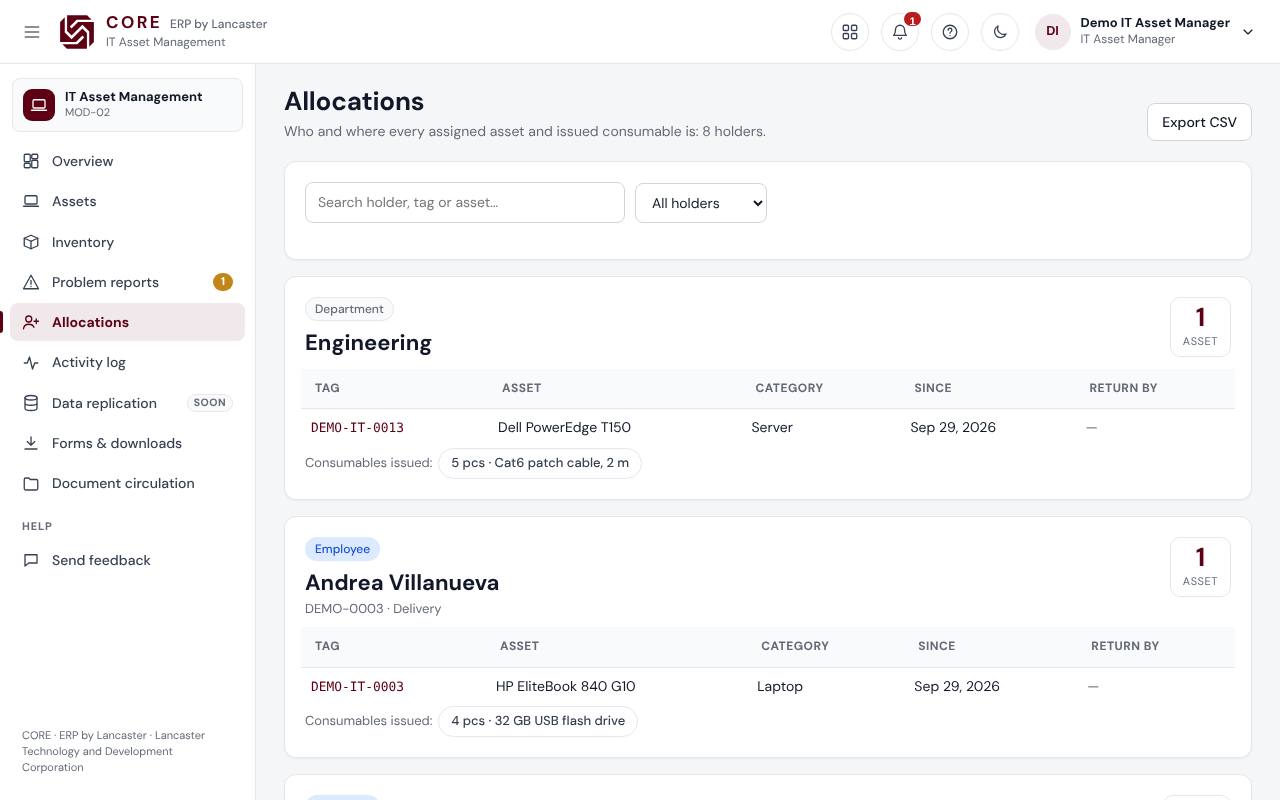 CORE ERP by Lancaster
IT Asset Management
1
DI
Demo IT Asset Manager
IT Asset Manager
IT Asset Management
MOD-02
Overview
Assets
Inventory
Problem reports 1
Allocations
Activity log
Data replication SOON
Forms & downloads
Document circulation
HELP
Send feedback
CORE · ERP by Lancaster · Lancaster
Technology and Development
Corporation
Allocations
Who and where every assigned asset and issued consumable is: 8 holders.
Export CSV
Search holder, tag or asset…
All holders
Department
Engineering
1
ASSET
TAG ASSET CATEGORY SINCE RETURN BY
DEMO-IT-0013 Dell PowerEdge T150 Server Sep 29, 2026 —
Consumables issued: 5 pcs · Cat6 patch cable, 2 m
Employee
Andrea Villanueva
DEMO-0003 · Delivery
1
ASSET
TAG ASSET CATEGORY SINCE RETURN BY
DEMO-IT-0003 HP EliteBook 840 G10 Laptop Sep 29, 2026 —
Consumables issued: 4 pcs · 32 GB USB flash drive